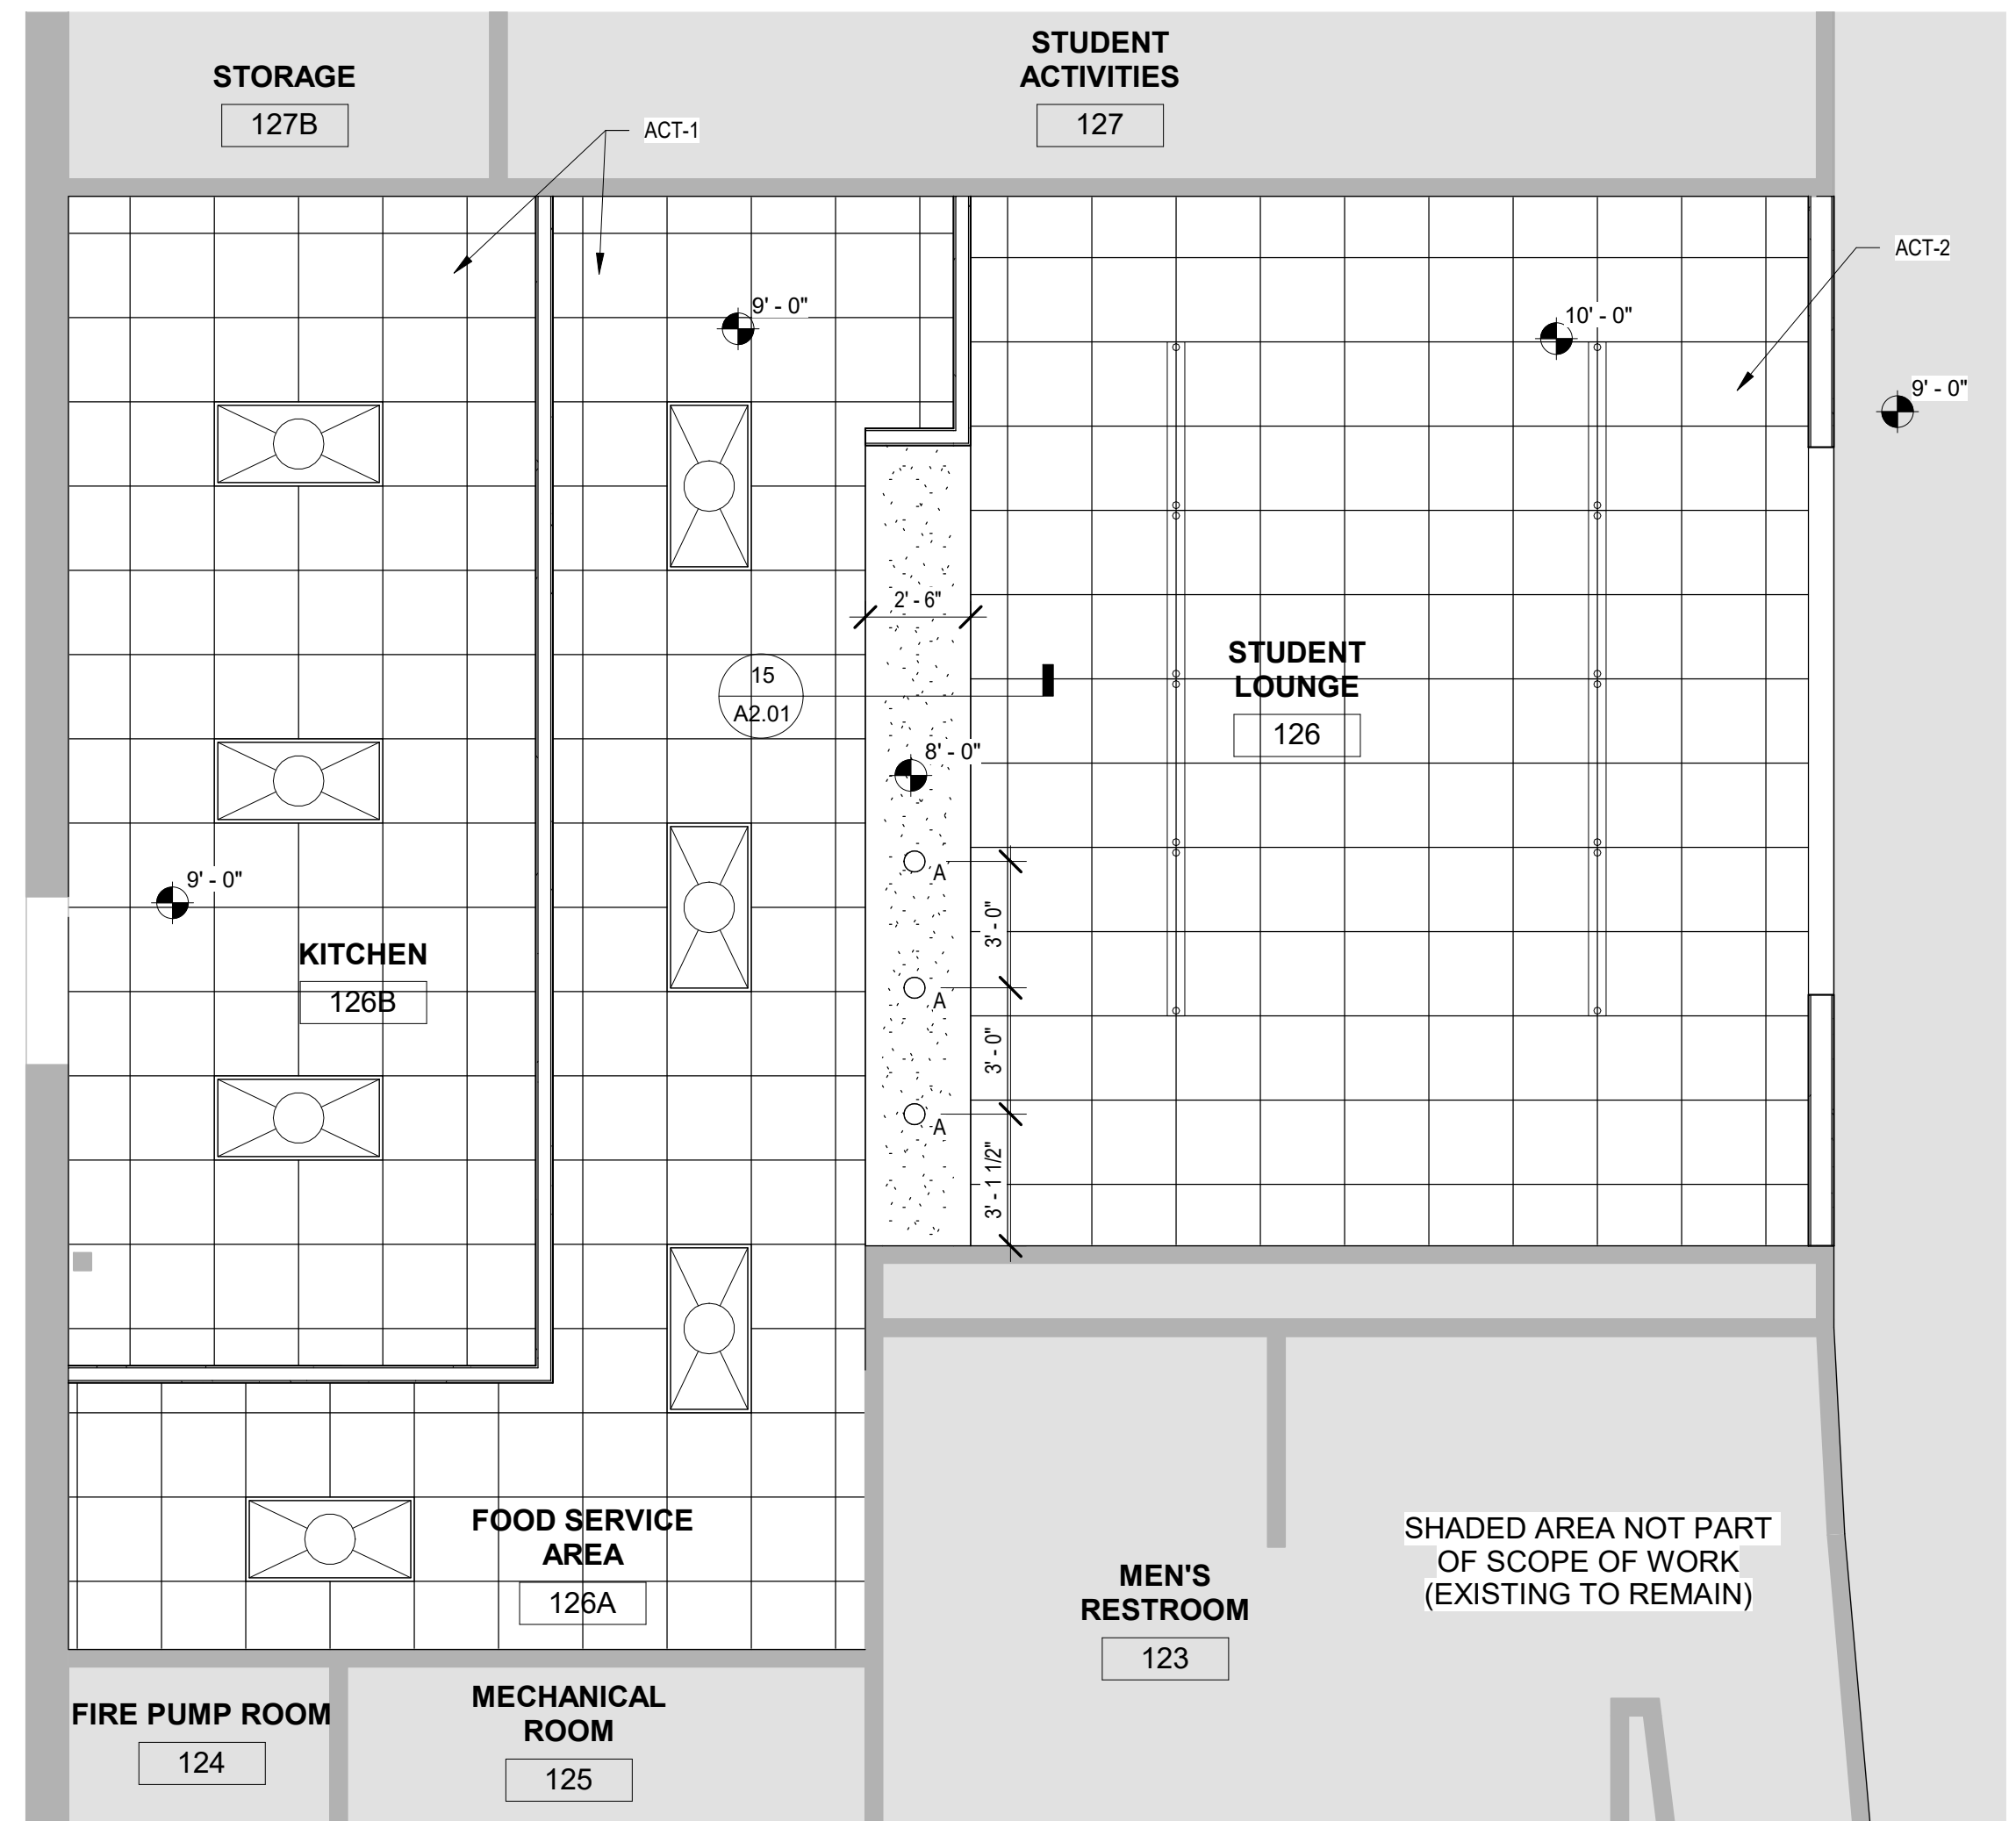 STORAGE
127B
STUDENT
ACTIVITIES
127
ACT-1
ACT-2
9' - 0"
10' - 0"
9' - 0"
2' - 6"
15
A2.01
STUDENT
LOUNGE
126
8' - 0"
A
3' - 0"
9' - 0"
KITCHEN
126B
A
3' - 0"
A
3' - 1 1/2"
FOOD SERVICE
AREA
126A
SHADED AREA NOT PART
OF SCOPE OF WORK
(EXISTING TO REMAIN)
MEN'S
RESTROOM
123
FIRE PUMP ROOM
124
MECHANICAL
ROOM
125